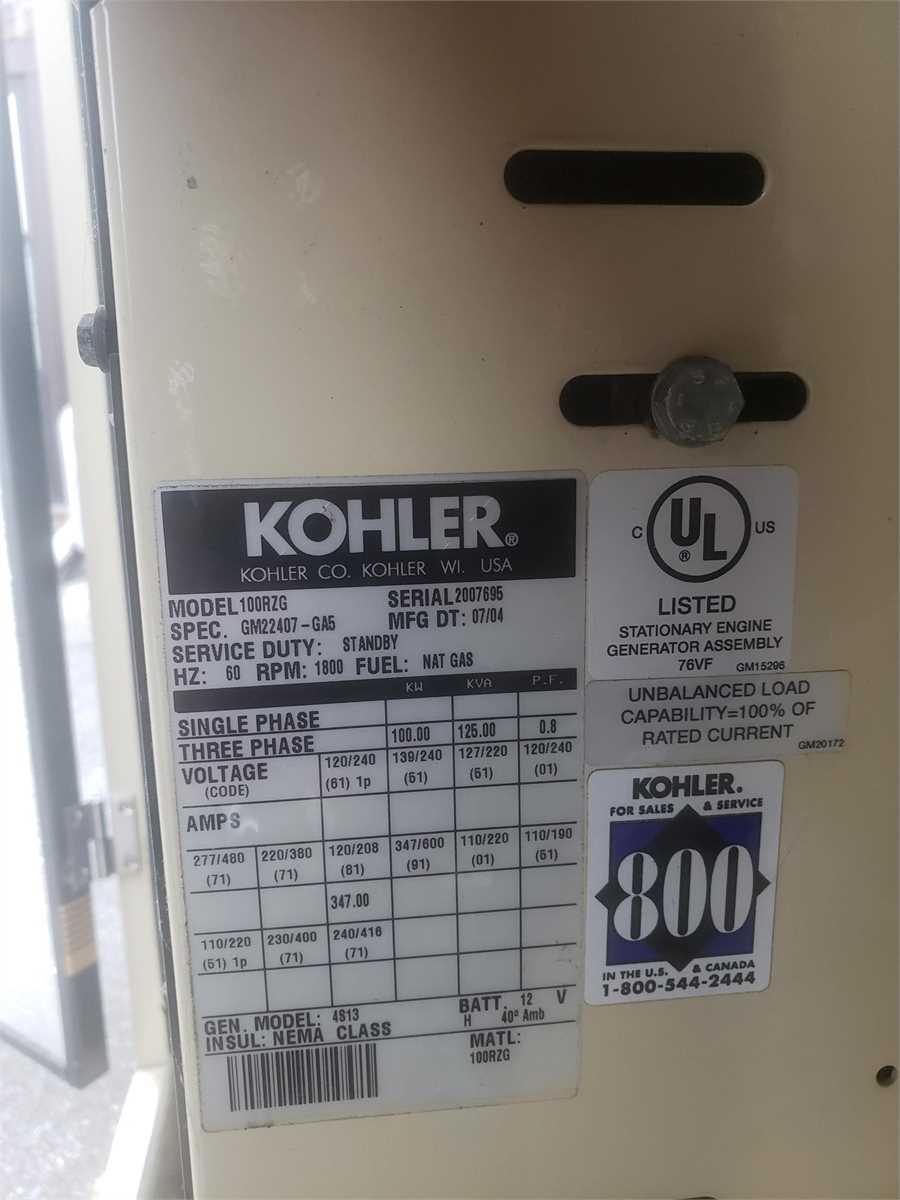 KOHLER®
KOHLER CO. KOHLER WI. USA
MODEL 100RZG SERIAL 2007695
SPEC. GM22407-GA5 MFG DT: 07/04
SERVICE DUTY: STANDBY
HZ: 60 RPM: 1800 FUEL: NAT GAS
KW KVA P.F.
SINGLE PHASE
THREE PHASE 100.00 125.00 0.8
VOLTAGE 120/240 139/240 127/220 120/240
(CODE) (61) 1p (51) (51) (01)
AMPS
277/480 220/380 120/208 347/600 110/220 110/190
(71) (71) (81) (91) (01) (61)
347.00
110/220 230/400 240/416
(51) 1p (71) (71)
GEN. MODEL: 4S13 BATT. 12 V
INSUL: NEMA CLASS H 40° Amb
MATL:
100RZG
C UL® US
LISTED
STATIONARY ENGINE
GENERATOR ASSEMBLY
76VF GM15296
UNBALANCED LOAD
CAPABILITY=100% OF
RATED CURRENT
GM20172
KOHLER.
FOR SALES & SERVICE
800
IN THE U.S. & CANADA
1-800-544-2444